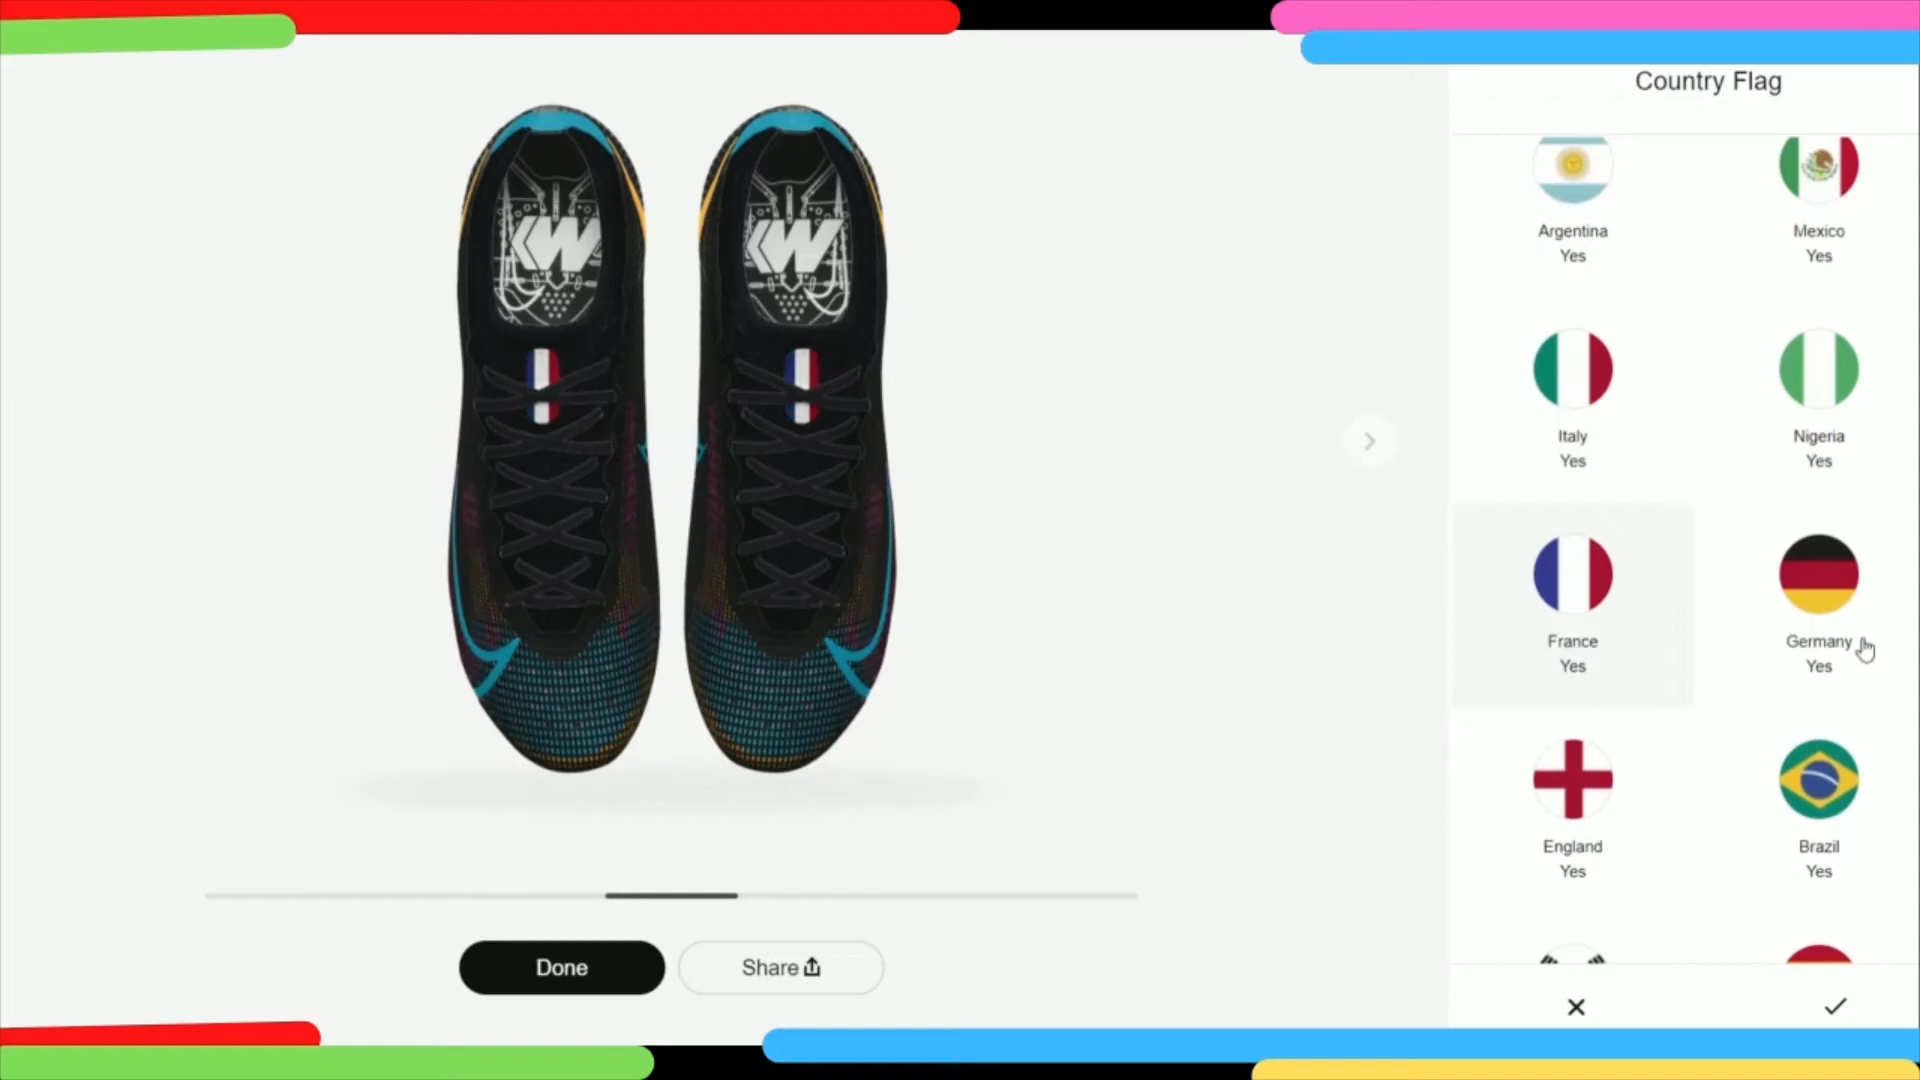 Country Flag
Argentina
Yes
Mexico
Yes
Italy
Yes
Nigeria
Yes
France
Yes
Germany
Yes
England
Yes
Brazil
Yes
Done
Share